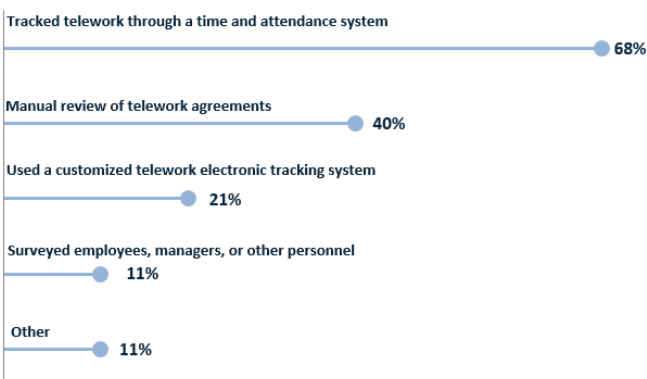 Tracked telework through a time and attendance system
68%
Manual review of telework agreements
40%
Used a customized telework electronic tracking system
21%
Surveyed employees, managers, or other personnel
11%
Other
11%